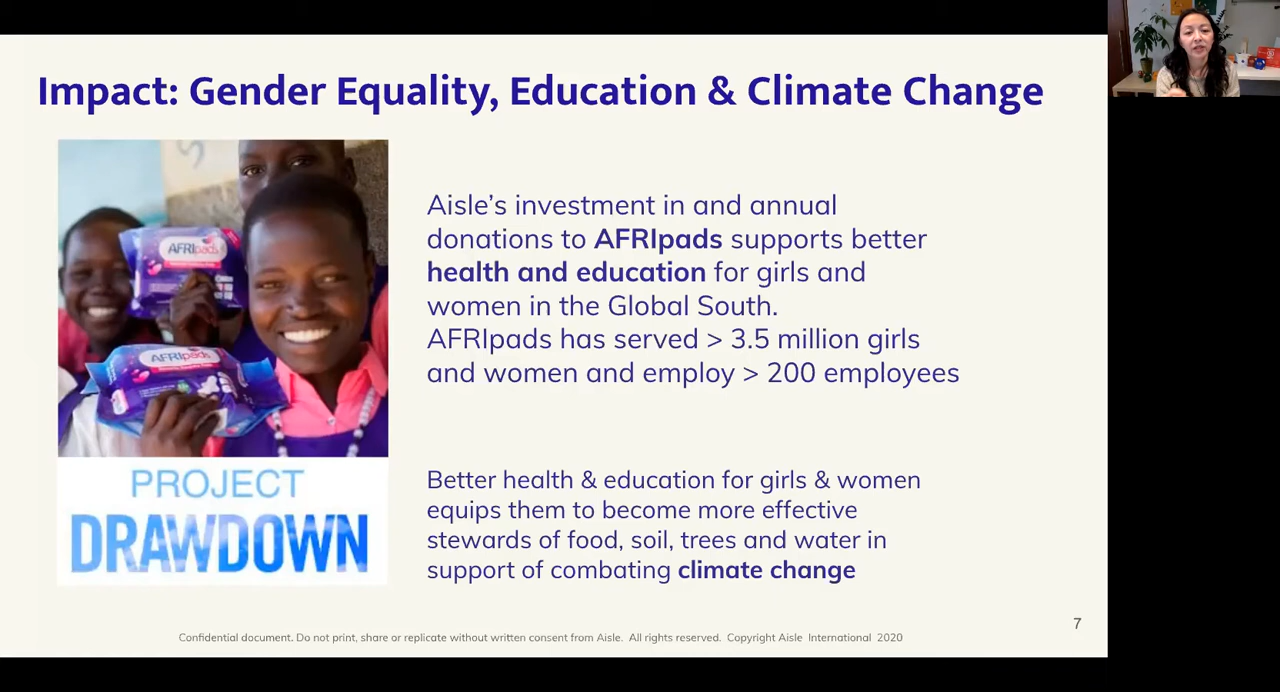 Impact: Gender Equality, Education & Climate Change
AFRIpads
AFRIpads
PROJECT
DRAWDOWN
Aisle’s investment in and annual
donations to AFRIpads supports better
health and education for girls and
women in the Global South.
AFRIpads has served > 3.5 million girls
and women and employ > 200 employees
Better health & education for girls & women
equips them to become more effective
stewards of food, soil, trees and water in
support of combating climate change
7
Confidential document. Do not print, share or replicate without written consent from Aisle. All rights reserved. Copyright Aisle International 2020